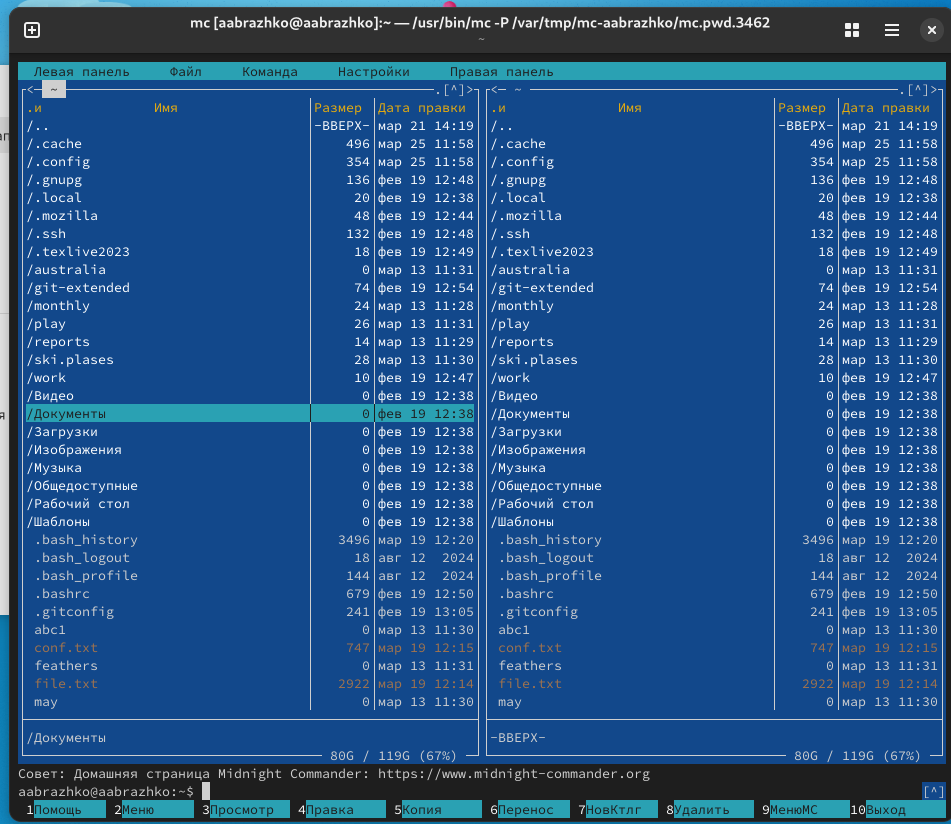 mc [aabrazhko@aabrazhko]:~ — /usr/bin/mc -P /var/tmp/mc-aabrazhko/mc.pwd.3462
~
Левая панель Файл Команда Настройки Правая панель
<— ~ .[^]> <— ~ .[^]>
.и Имя Размер Дата правки .и Имя Размер Дата правки
/.. -ВВЕРХ- мар 21 14:19 /.. -ВВЕРХ- мар 21 14:19
/.cache 496 мар 25 11:58 /.cache 496 мар 25 11:58
/.config 354 мар 25 11:58 /.config 354 мар 25 11:58
/.gnupg 136 фев 19 12:48 /.gnupg 136 фев 19 12:48
/.local 20 фев 19 12:38 /.local 20 фев 19 12:38
/.mozilla 48 фев 19 12:44 /.mozilla 48 фев 19 12:44
/.ssh 132 фев 19 12:48 /.ssh 132 фев 19 12:48
/.texlive2023 18 фев 19 12:49 /.texlive2023 18 фев 19 12:49
/australia 0 мар 13 11:31 /australia 0 мар 13 11:31
/git-extended 74 фев 19 12:54 /git-extended 74 фев 19 12:54
/monthly 24 мар 13 11:28 /monthly 24 мар 13 11:28
/play 26 мар 13 11:31 /play 26 мар 13 11:31
/reports 14 мар 13 11:29 /reports 14 мар 13 11:29
/ski.plases 28 мар 13 11:30 /ski.plases 28 мар 13 11:30
/work 10 фев 19 12:47 /work 10 фев 19 12:47
/Видео 0 фев 19 12:38 /Видео 0 фев 19 12:38
/Документы 0 фев 19 12:38 /Документы 0 фев 19 12:38
/Загрузки 0 фев 19 12:38 /Загрузки 0 фев 19 12:38
/Изображения 0 фев 19 12:38 /Изображения 0 фев 19 12:38
/Музыка 0 фев 19 12:38 /Музыка 0 фев 19 12:38
/Общедоступные 0 фев 19 12:38 /Общедоступные 0 фев 19 12:38
/Рабочий стол 0 фев 19 12:38 /Рабочий стол 0 фев 19 12:38
/Шаблоны 0 фев 19 12:38 /Шаблоны 0 фев 19 12:38
.bash_history 3496 мар 19 12:20 .bash_history 3496 мар 19 12:20
.bash_logout 18 авг 12 2024 .bash_logout 18 авг 12 2024
.bash_profile 144 авг 12 2024 .bash_profile 144 авг 12 2024
.bashrc 679 фев 19 12:50 .bashrc 679 фев 19 12:50
.gitconfig 241 фев 19 13:05 .gitconfig 241 фев 19 13:05
abc1 0 мар 13 11:30 abc1 0 мар 13 11:30
conf.txt 747 мар 19 12:15 conf.txt 747 мар 19 12:15
feathers 0 мар 13 11:31 feathers 0 мар 13 11:31
file.txt 2922 мар 19 12:14 file.txt 2922 мар 19 12:14
may 0 мар 13 11:30 may 0 мар 13 11:30
/Документы -ВВЕРХ-
80G / 119G (67%) 80G / 119G (67%)
Совет: Домашняя страница Midnight Commander: https://www.midnight-commander.org
aabrazhko@aabrazhko:~$ [^]
1Помощь 2Меню 3Просмотр 4Правка 5Копия 6Перенос 7НовКтлг 8Удалить 9МенюМС 10Выход